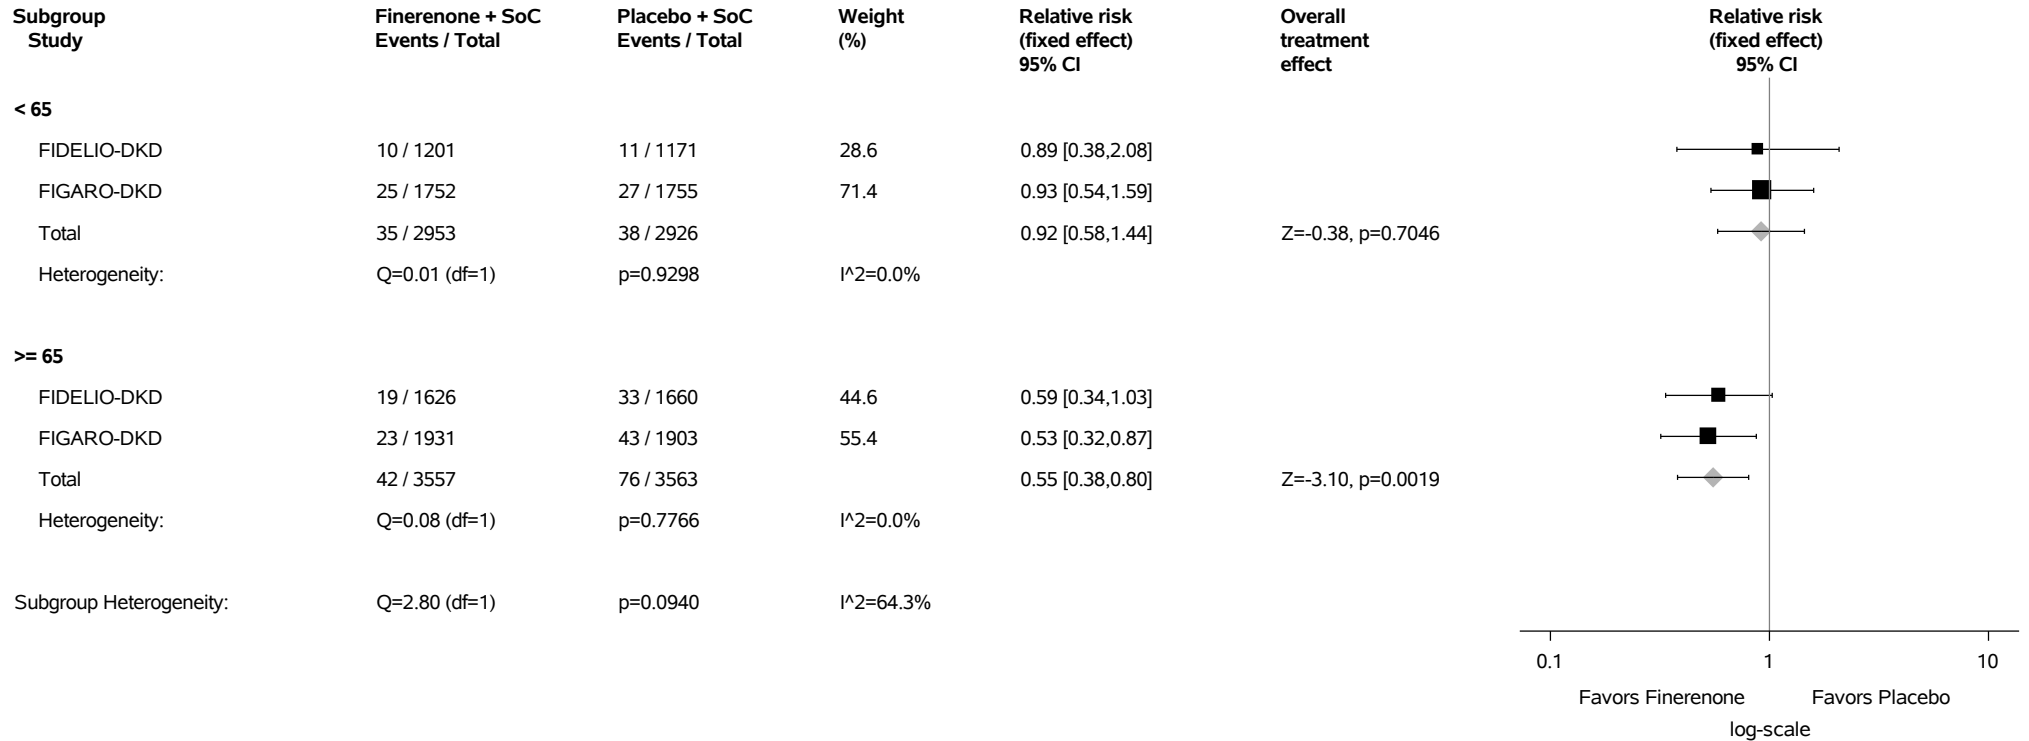 Subgroup Finerenone + SoC Placebo + SoC Weight Relative risk Overall Relative risk
Study Events / Total Events / Total (%) (fixed effect) treatment (fixed effect)
95% CI effect 95% CI
< 65
FIDELIO-DKD 10 / 1201 11 / 1171 28.6 0.89 [0.38,2.08]
FIGARO-DKD 25 / 1752 27 / 1755 71.4 0.93 [0.54,1.59]
Total 35 / 2953 38 / 2926 0.92 [0.58,1.44] Z=-0.38, p=0.7046
Heterogeneity: Q=0.01 (df=1) p=0.9298 I^2=0.0%
>= 65
FIDELIO-DKD 19 / 1626 33 / 1660 44.6 0.59 [0.34,1.03]
FIGARO-DKD 23 / 1931 43 / 1903 55.4 0.53 [0.32,0.87]
Total 42 / 3557 76 / 3563 0.55 [0.38,0.80] Z=-3.10, p=0.0019
Heterogeneity: Q=0.08 (df=1) p=0.7766 I^2=0.0%
Subgroup Heterogeneity: Q=2.80 (df=1) p=0.0940 I^2=64.3%
0.1 1 10
Favors Finerenone Favors Placebo
log-scale